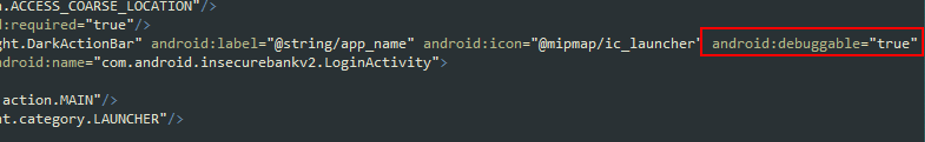 n.ACCESS_COARSE_LOCATION"/>
d:required="true"/>
ght.DarkActionBar" android:label="@string/app_name" android:icon="@mipmap/ic_launcher" android:debuggable="true"
ndroid:name="com.android.insecurebankv2.LoginActivity">
.action.MAIN"/>
nt.category.LAUNCHER"/>